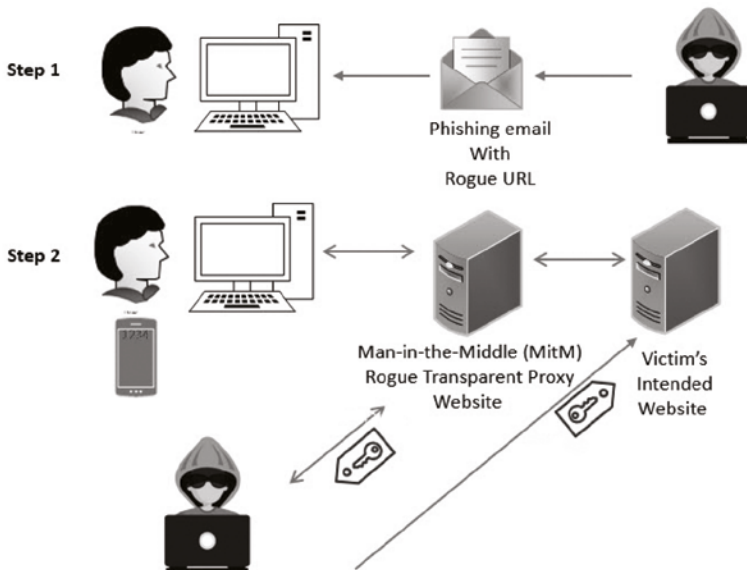 Step 1
Phishing email
With
Rogue URL
Step 2
1234
Man-in-the-Middle (MitM)
Rogue Transparent Proxy
Website
Victim's
Intended
Website